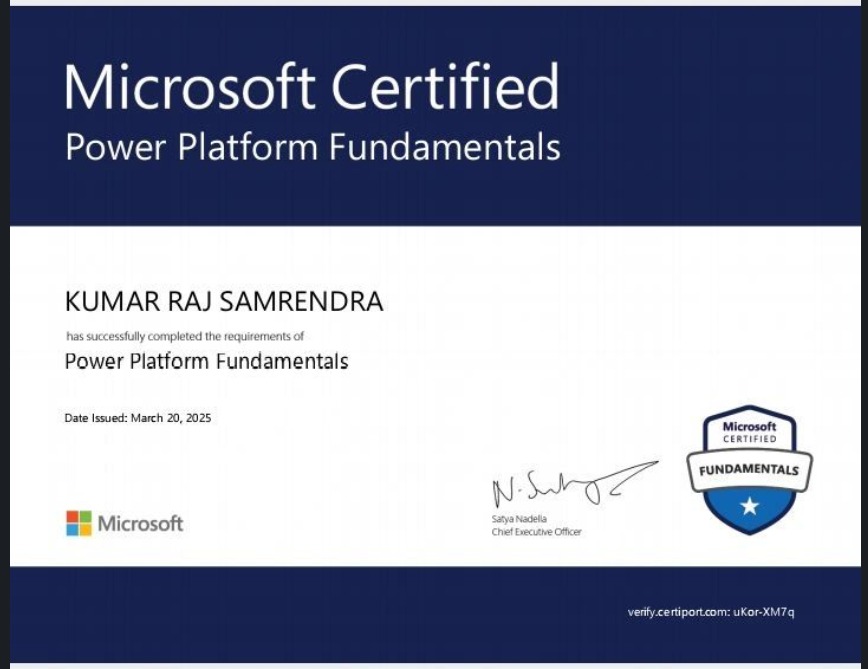 Microsoft Certified
Power Platform Fundamentals
KUMAR RAJ SAMRENDRA
has successfully completed the requirements of
Power Platform Fundamentals
Date Issued: March 20, 2025
Microsoft
CERTIFIED
FUNDAMENTALS
Satya Nadella
Chief Executive Officer
Microsoft
verify.certiport.com: uKor-XM7q